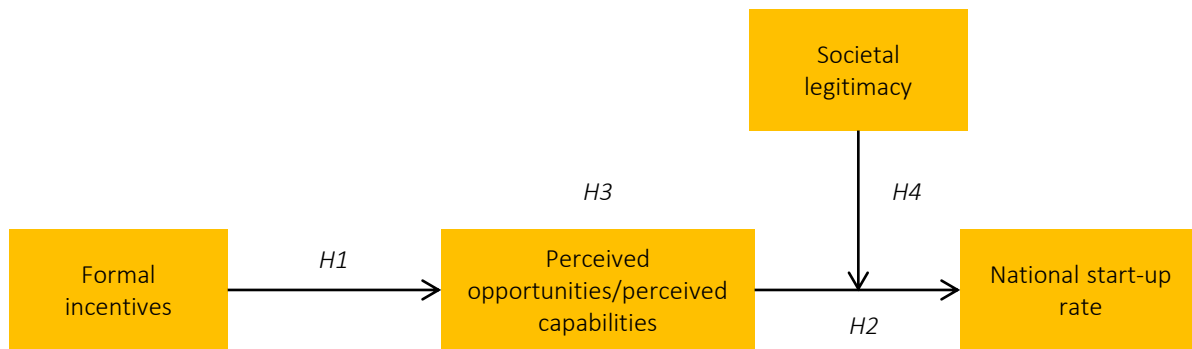 Societal
legitimacy
H3
H4
Formal
incentives
H1
Perceived
opportunities/perceived
capabilities
H2
National start-up
rate